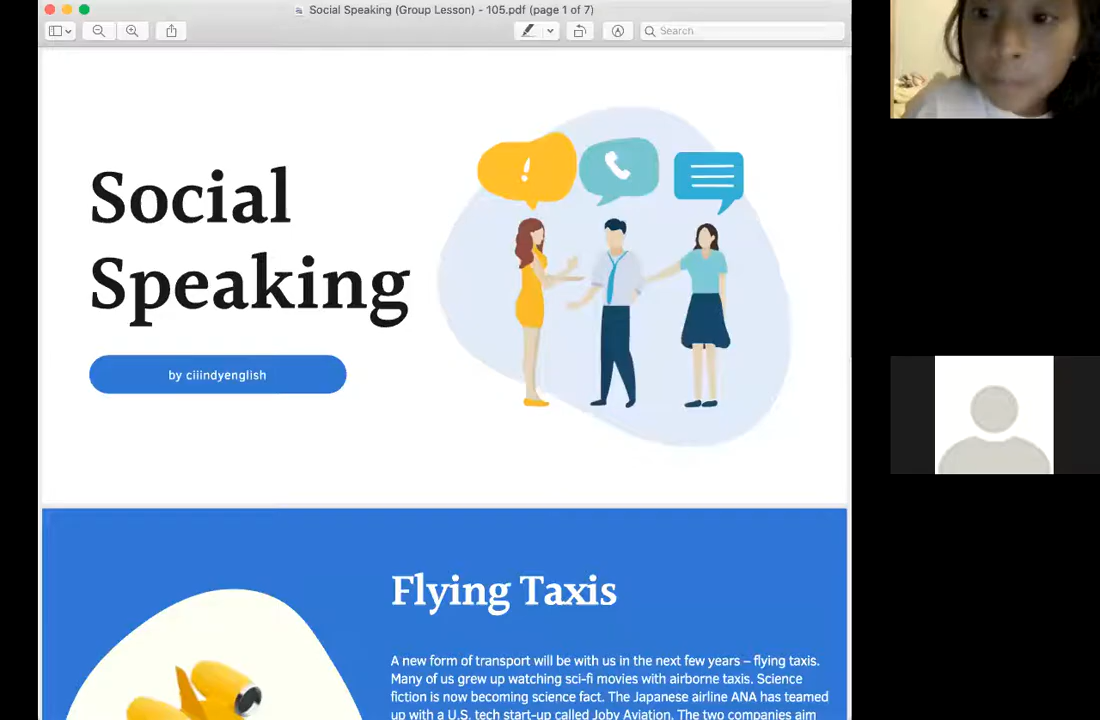 Social Speaking (Group Lesson) - 105.pdf (page 1 of 7)
Search
Social
Speaking
by ciiindyenglish
Flying Taxis
A new form of transport will be with us in the next few years – flying taxis.
Many of us grew up watching sci-fi movies with airborne taxis. Science
fiction is now becoming science fact. The Japanese airline ANA has teamed
up with a U.S. tech start-up called Joby Aviation. The two companies aim